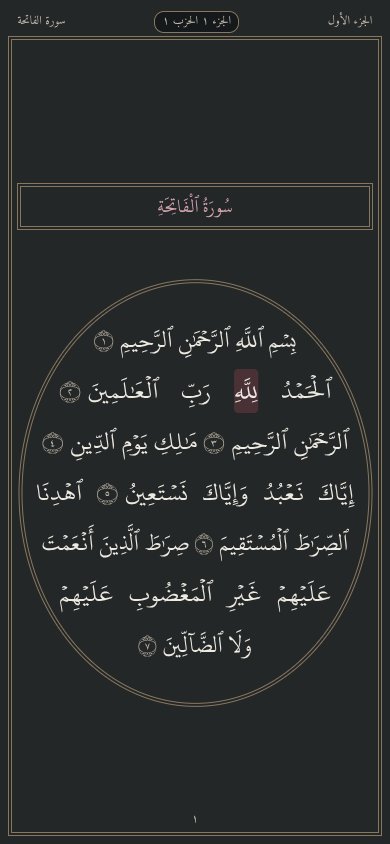 الجزء الأول
الجزء ١ الحزب ١
سورة الفاتحة
سُورَةُ ٱلْفَاتِحَةِ
بِسْمِ ٱللَّهِ ٱلرَّحْمَٰنِ ٱلرَّحِيمِ ١
ٱلْحَمْدُ لِلَّهِ رَبِّ ٱلْعَٰلَمِينَ ٢
ٱلرَّحْمَٰنِ ٱلرَّحِيمِ ٣ مَٰلِكِ يَوْمِ ٱلدِّينِ ٤
إِيَّاكَ نَعْبُدُ وَإِيَّاكَ نَسْتَعِينُ ٥ ٱهْدِنَا
ٱلصِّرَٰطَ ٱلْمُسْتَقِيمَ ٦ صِرَٰطَ ٱلَّذِينَ أَنْعَمْتَ
عَلَيْهِمْ غَيْرِ ٱلْمَغْضُوبِ عَلَيْهِمْ
وَلَا ٱلضَّآلِّينَ ٧
١